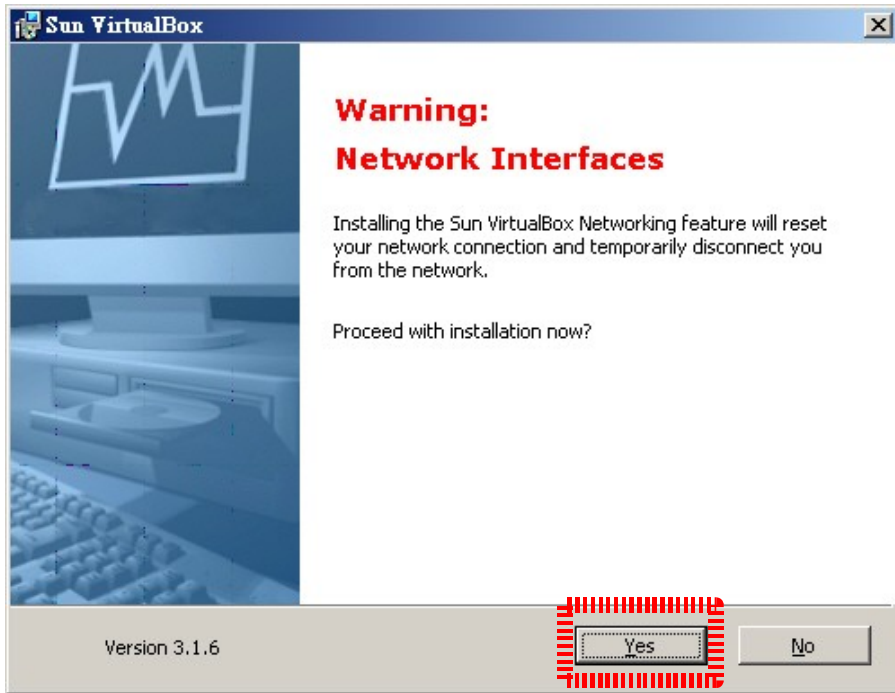 Sun VirtualBox
Warning:
Network Interfaces
Installing the Sun VirtualBox Networking feature will reset
your network connection and temporarily disconnect you
from the network.
Proceed with installation now?
Version 3.1.6
Yes
No